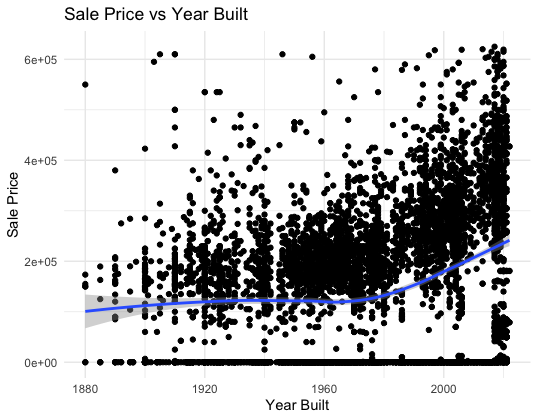 Sale Price vs Year Built
6e+05
4e+05
2e+05
0e+00
Sale Price
1880 1920 1960 2000
Year Built